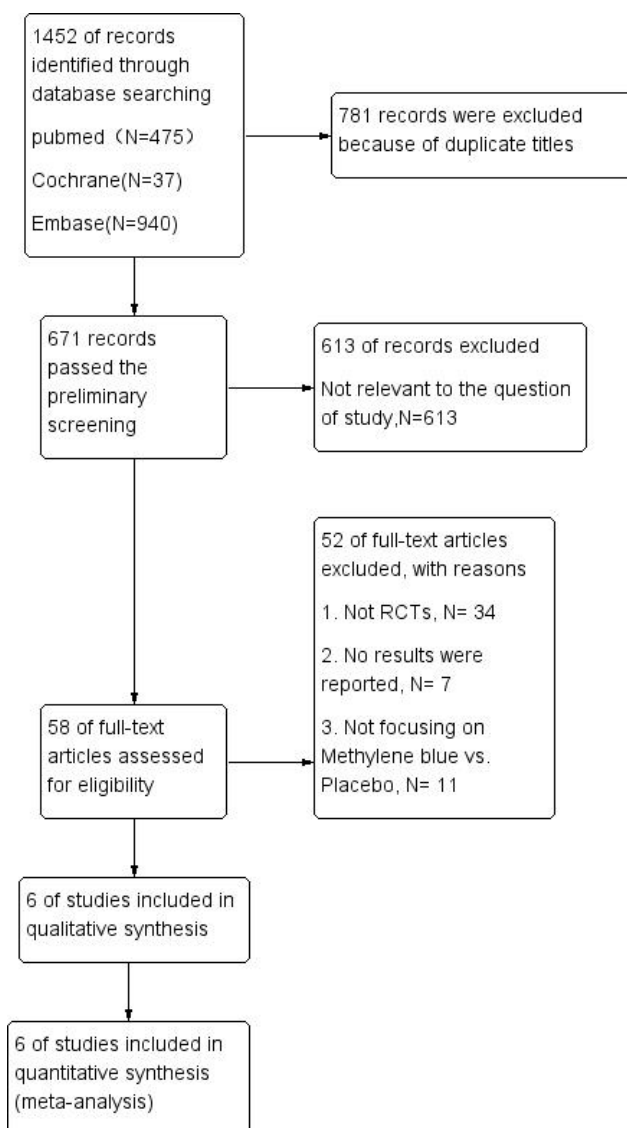 1452 of records
identified through
database searching
pubmed（N=475）
Cochrane(N=37)
Embase(N=940)
781 records were excluded
because of duplicate titles
671 records
passed the
preliminary
screening
613 of records excluded
Not relevant to the question
of study,N=613
52 of full-text articles
excluded, with reasons
1. Not RCTs, N= 34
2. No results were
reported, N= 7
3. Not focusing on
Methylene blue vs.
Placebo, N= 11
58 of full-text
articles assessed
for eligibility
6 of studies included in
qualitative synthesis
6 of studies included in
quantitative synthesis
(meta-analysis)